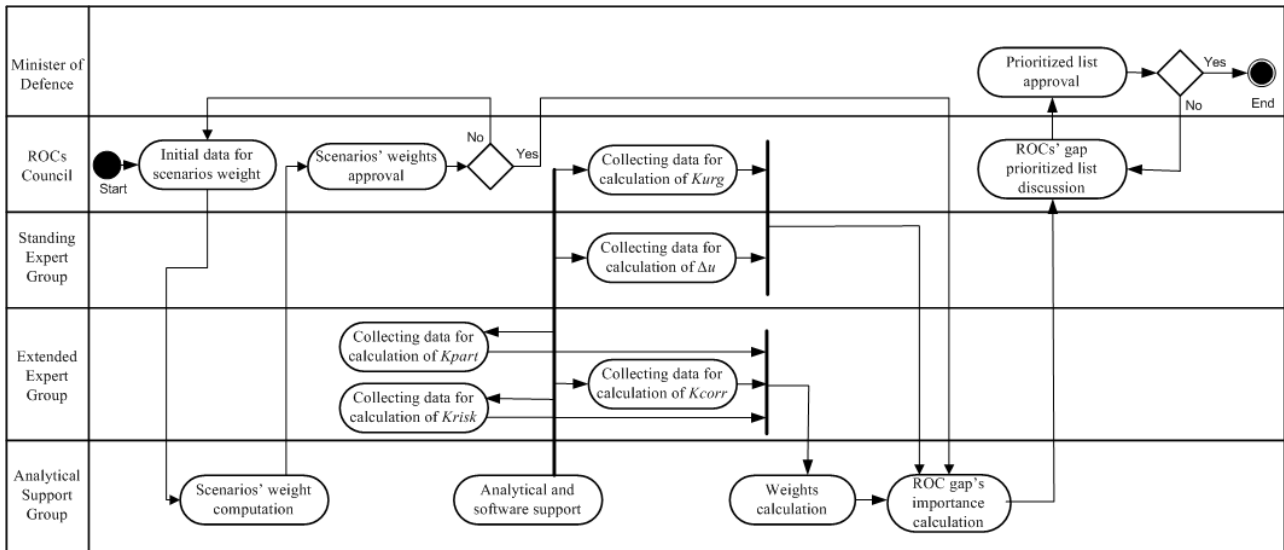 Minister of
Defence
Prioritized list
approval
Yes
No
End
ROCs
Council
Start
Initial data for
scenarios weight
Scenarios' weights
approval
No
Yes
Collecting data for
calculation of Kurg
ROCs' gap
prioritized list
discussion
Standing
Expert
Group
Collecting data for
calculation of Δu
Extended
Expert
Group
Collecting data for
calculation of Kpart
Collecting data for
calculation of Kcorr
Collecting data for
calculation of Krisk
Analytical
Support
Group
Scenarios' weight
computation
Analytical and
software support
Weights
calculation
ROC gap's
importance
calculation